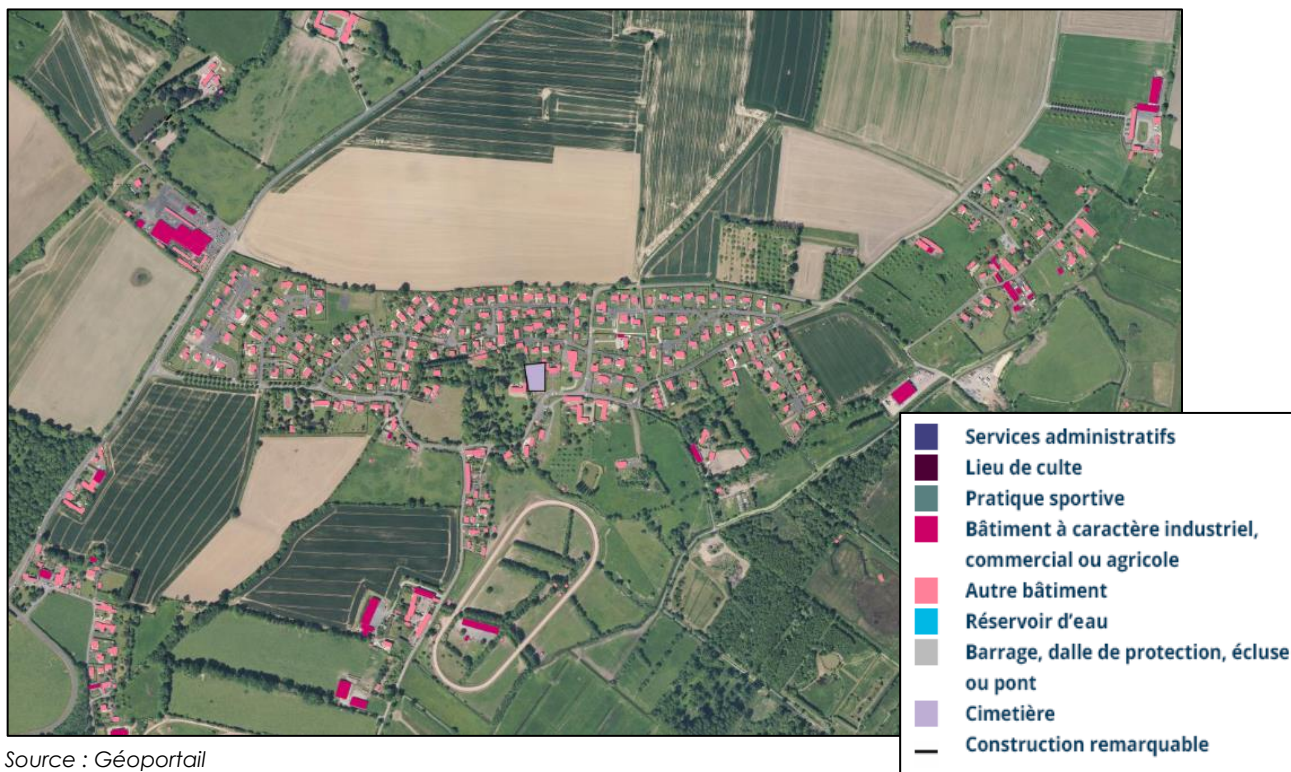 Services administratifs
Lieu de culte
Pratique sportive
Bâtiment à caractère industriel,
commercial ou agricole
Autre bâtiment
Réservoir d'eau
Barrage, dalle de protection, écluse
ou pont
Cimetière
Construction remarquable
Source : Géoportail